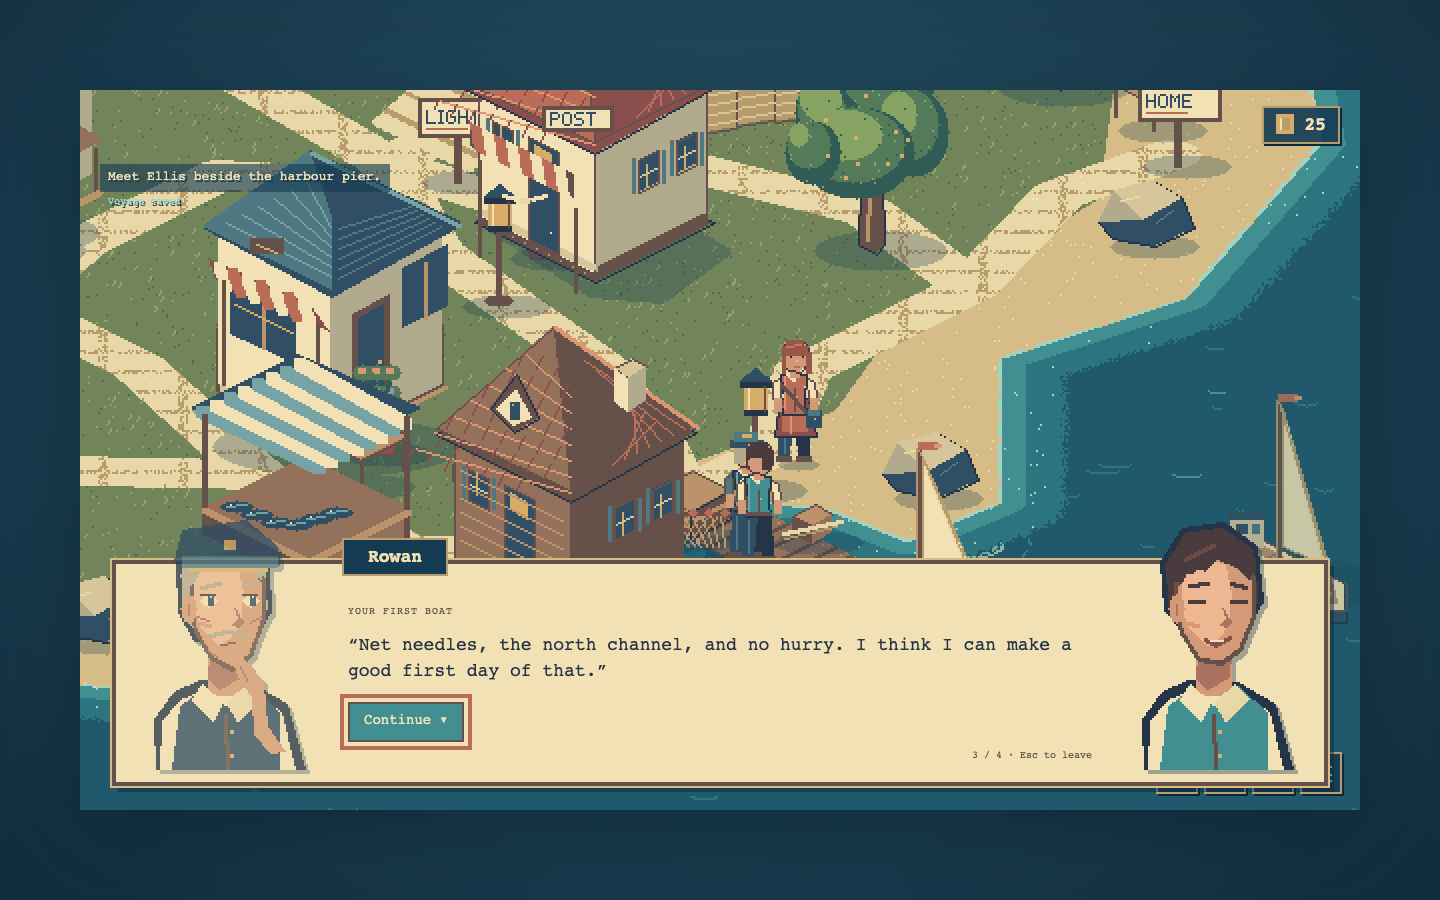 HOME
LIGH
POST
25
Meet Ellis beside the harbour pier.
Voyage saved
Rowan
YOUR FIRST BOAT
“Net needles, the north channel, and no hurry. I think I can make a
good first day of that.”
Continue ▾
3 / 4 · Esc to leave